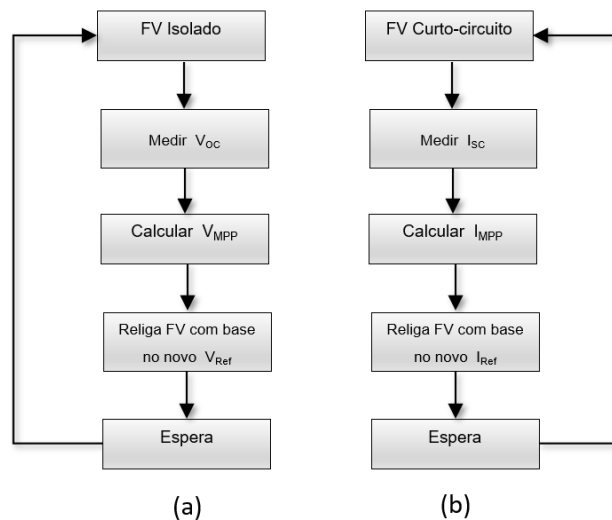 FV Isolado
Medir V_OC
Calcular V_MPP
Religa FV com base
no novo V_Ref
Espera
(a)
FV Curto-circuito
Medir I_SC
Calcular I_MPP
Religa FV com base
no novo I_Ref
Espera
(b)